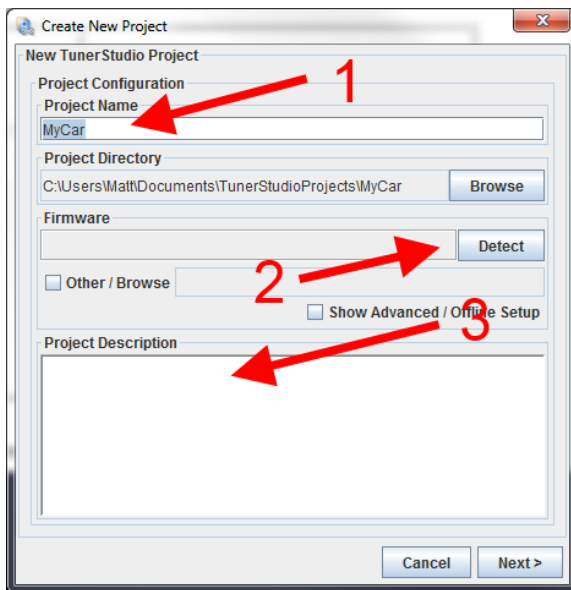 Create New Project
New TunerStudio Project
Project Configuration
1
Project Name
MyCar
Project Directory
C:\Users\Matt\Documents\TunerStudioProjects\MyCar Browse
Firmware
Detect
2
Other / Browse
Show Advanced / Offline Setup
3
Project Description
Cancel Next >